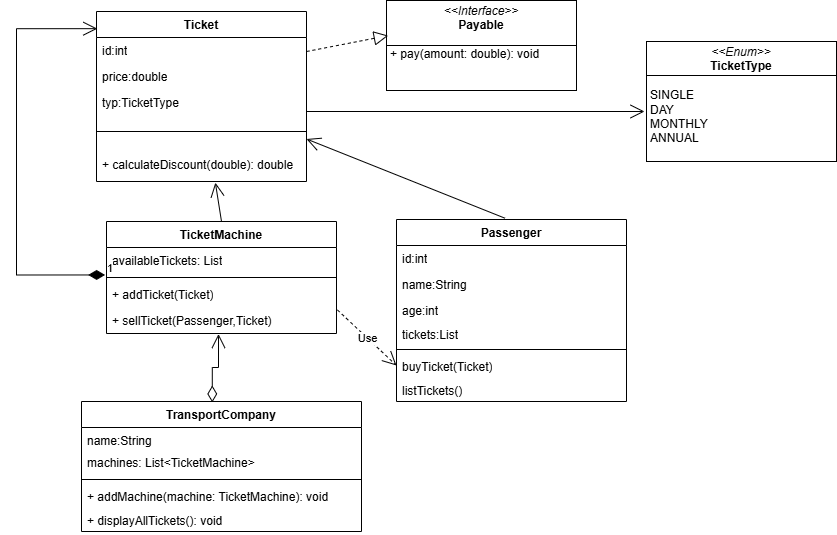 Ticket
id:int
price:double
typ:TicketType
+ calculateDiscount(double): double
<<Interface>>
Payable
+ pay(amount: double): void
<<Enum>>
TicketType
SINGLE
DAY
MONTHLY
ANNUAL
TicketMachine
availableTickets: List
1
+ addTicket(Ticket)
+ sellTicket(Passenger,Ticket)
Use
Passenger
id:int
name:String
age:int
tickets:List
buyTicket(Ticket)
listTickets()
TransportCompany
name:String
machines: List<TicketMachine>
+ addMachine(machine: TicketMachine): void
+ displayAllTickets(): void